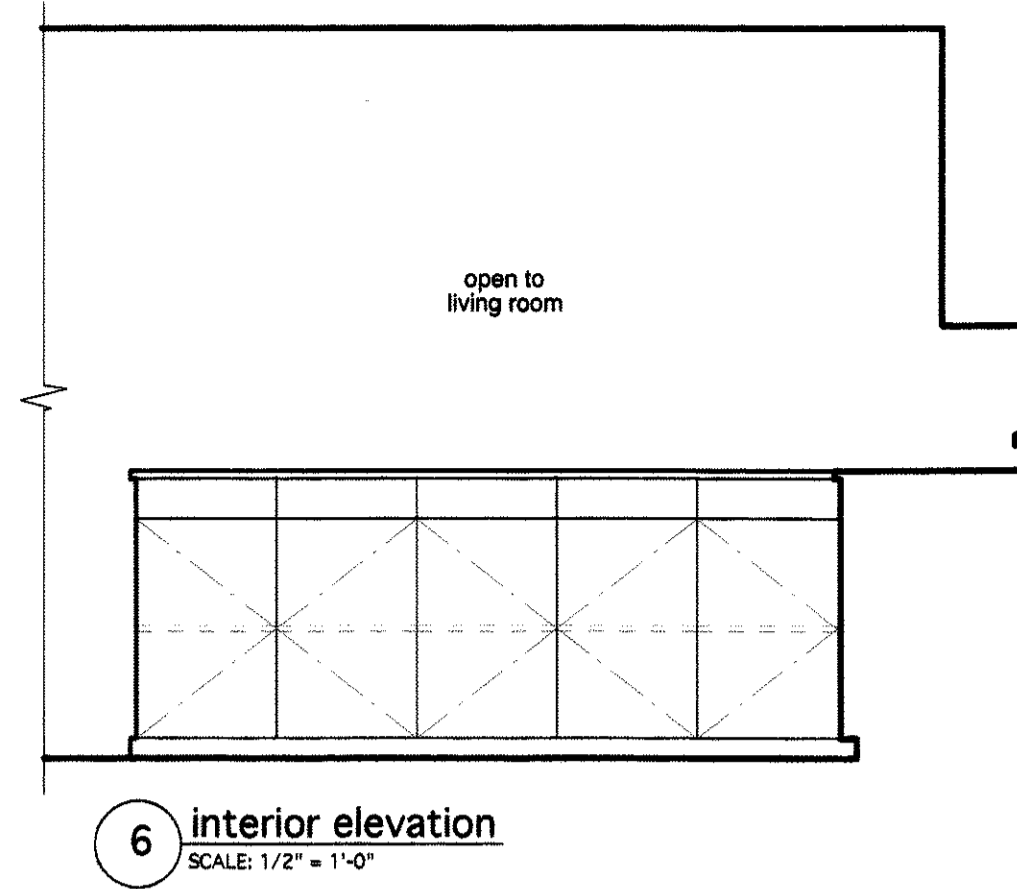 open to
living room
6
interior elevation
SCALE: 1/2" = 1'-0"